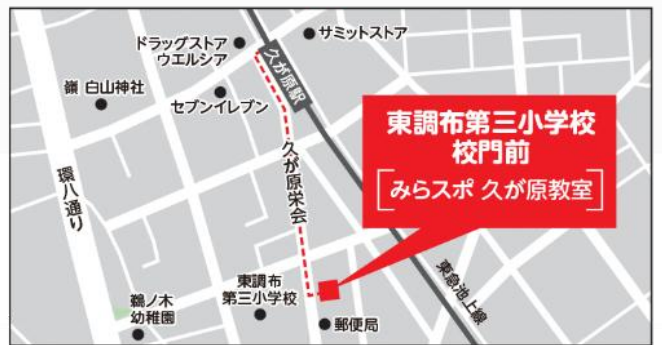 ドラッグストア
ウエルシア
サミットストア
久が原駅
嶺 白山神社
セブンイレブン
東調布第三小学校
校門前
[みらスポ 久が原教室]
久が原栄会
環八通り
東急池上線
東調布
第三小学校
鵜ノ木
幼稚園
郵便局